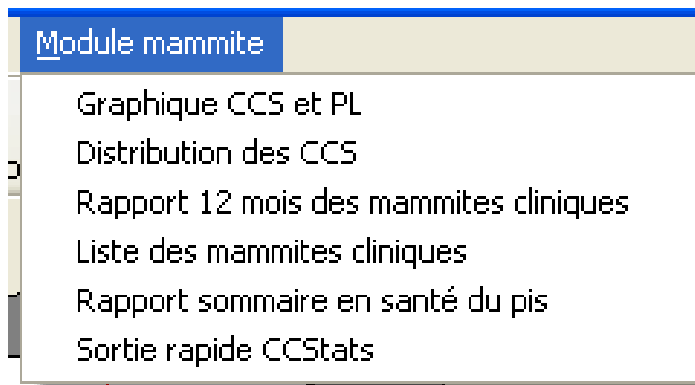 Module mammite
Graphique CCS et PL
Distribution des CCS
Rapport 12 mois des mammites cliniques
Liste des mammites cliniques
Rapport sommaire en santé du pis
Sortie rapide CCStats